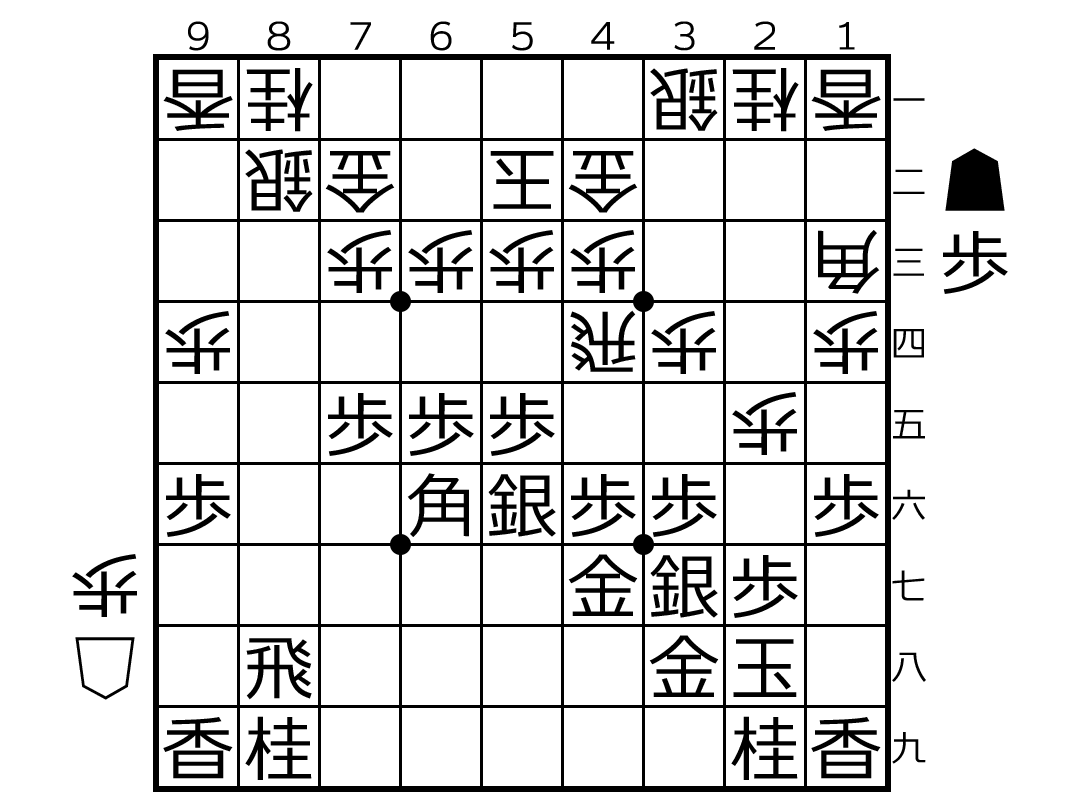 9 8 7 6 5 4 3 2 1
香 桂 銀 桂 香 一
銀 金 王 金 二
歩 歩 歩 歩 角 三 歩
歩 飛 歩 歩 四
歩 歩 歩 歩 五
歩 角 銀 歩 歩 歩 六
歩 金 銀 歩 七
飛 金 玉 八
香 桂 桂 香 九